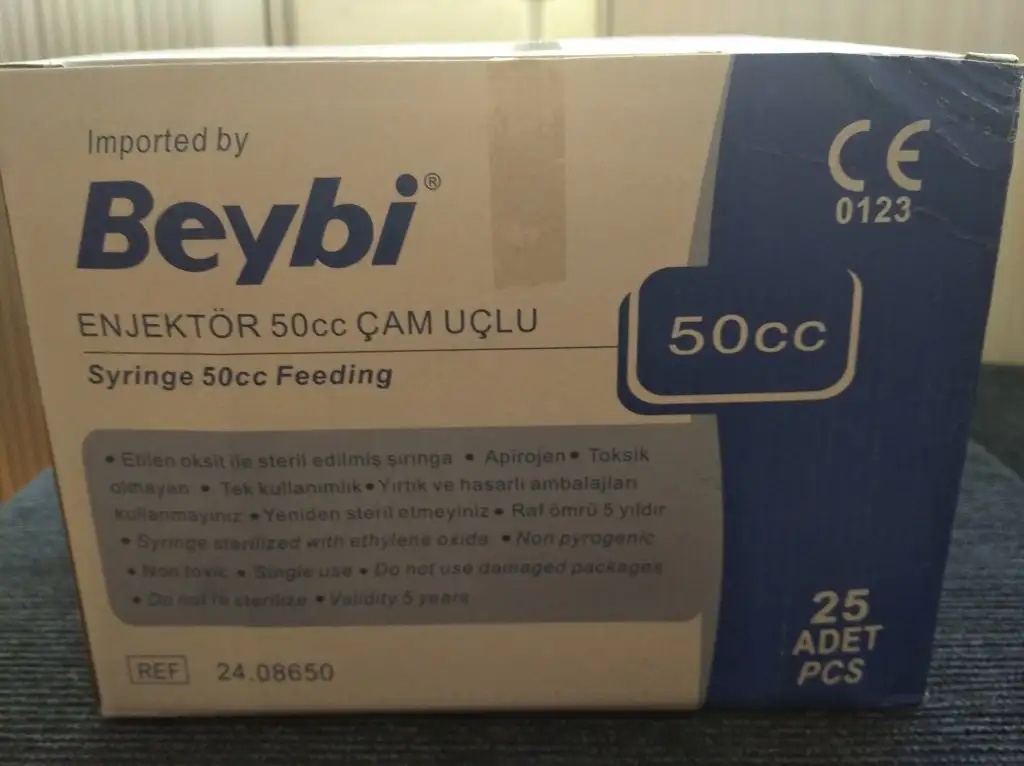 Imported by
Beybi®
ENJEKTÖR 50cc ÇAM UÇLU
Syringe 50cc Feeding
CE
0123
50cc
• Etilen oksit ile steril edilmiş şırınga • Apirojen • Toksik
olmayan • Tek kullanımlık • Yırtık ve hasarlı ambalajları
kullanmayınız • Yeniden steril etmeyiniz • Raf ömrü 5 yıldır
• Syringe sterilized with ethylene oxide • Non pyrogenic
• Non toxic • Single use • Do not use damaged packages
• Do not re sterilize • Validity 5 years
REF 24.08650
25
ADET
PCS